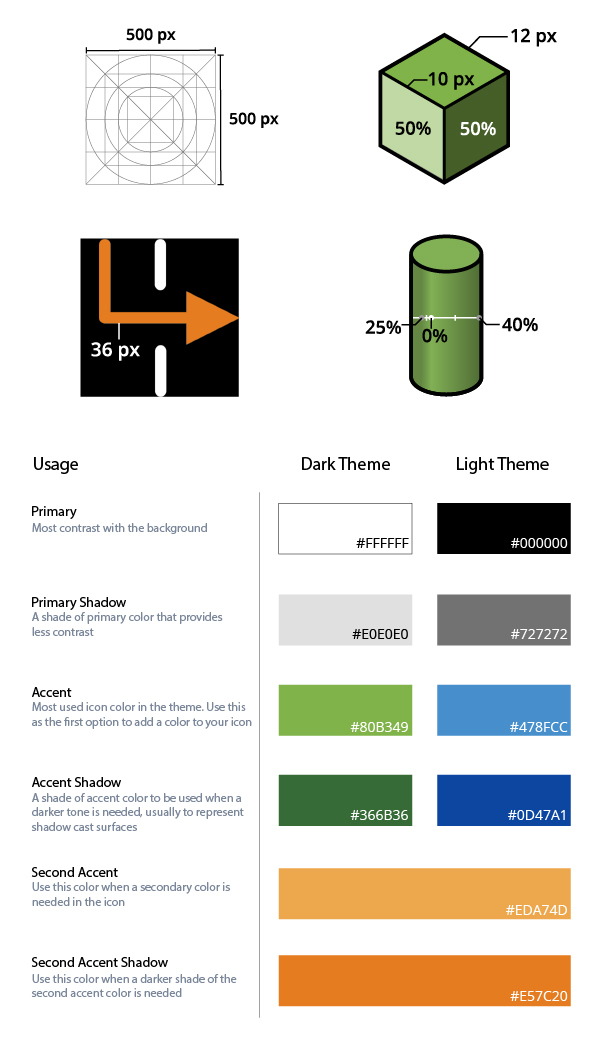 500 px
500 px
12 px
10 px
50%
50%
36 px
25%
0%
40%
Usage
Dark Theme
Light Theme
Primary
Most contrast with the background
#FFFFFF
#000000
Primary Shadow
A shade of primary color that provides
less contrast
#E0E0E0
#727272
Accent
Most used icon color in the theme. Use this
as the first option to add a color to your icon
#80B349
#478FCC
Accent Shadow
A shade of accent color to be used when a
darker tone is needed, usually to represent
shadow cast surfaces
#366B36
#0D47A1
Second Accent
Use this color when a secondary color is
needed in the icon
#EDA74D
Second Accent Shadow
Use this color when a darker shade of the
second accent color is needed
#E57C20